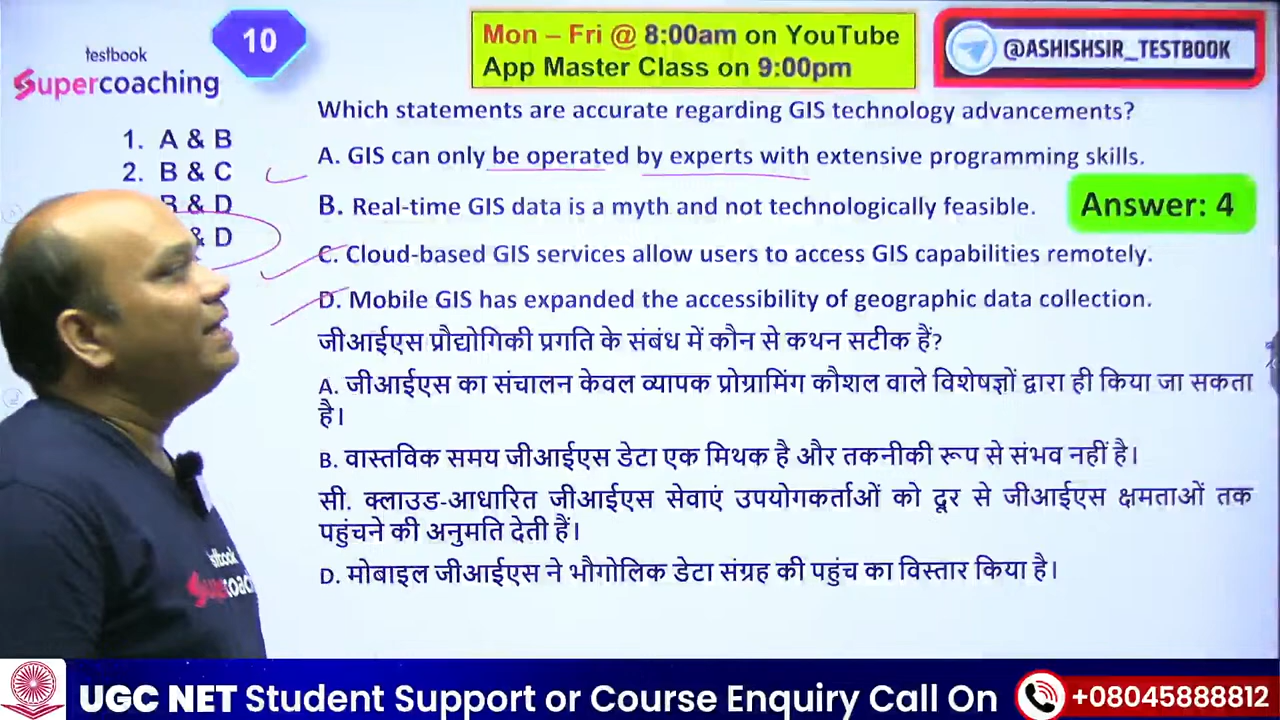 testbook
Supercoaching
10
Mon – Fri @ 8:00am on YouTube
App Master Class on 9:00pm
@ASHISHSIR_TESTBOOK
Which statements are accurate regarding GIS technology advancements?
1. A & B
2. B & C
B & D
& D
A. GIS can only be operated by experts with extensive programming skills.
B. Real-time GIS data is a myth and not technologically feasible.
Answer: 4
C. Cloud-based GIS services allow users to access GIS capabilities remotely.
D. Mobile GIS has expanded the accessibility of geographic data collection.
जीआईएस प्रौद्योगिकी प्रगति के संबंध में कौन से कथन सटीक हैं?
A. जीआईएस का संचालन केवल व्यापक प्रोग्रामिंग कौशल वाले विशेषज्ञों द्वारा ही किया जा सकता
है।
B. वास्तविक समय जीआईएस डेटा एक मिथक है और तकनीकी रूप से संभव नहीं है।
सी. क्लाउड-आधारित जीआईएस सेवाएं उपयोगकर्ताओं को दूर से जीआईएस क्षमताओं तक
पहुंचने की अनुमति देती हैं।
D. मोबाइल जीआईएस ने भौगोलिक डेटा संग्रह की पहुंच का विस्तार किया है।
testbook
UGC NET Student Support or Course Enquiry Call On
+08045888812